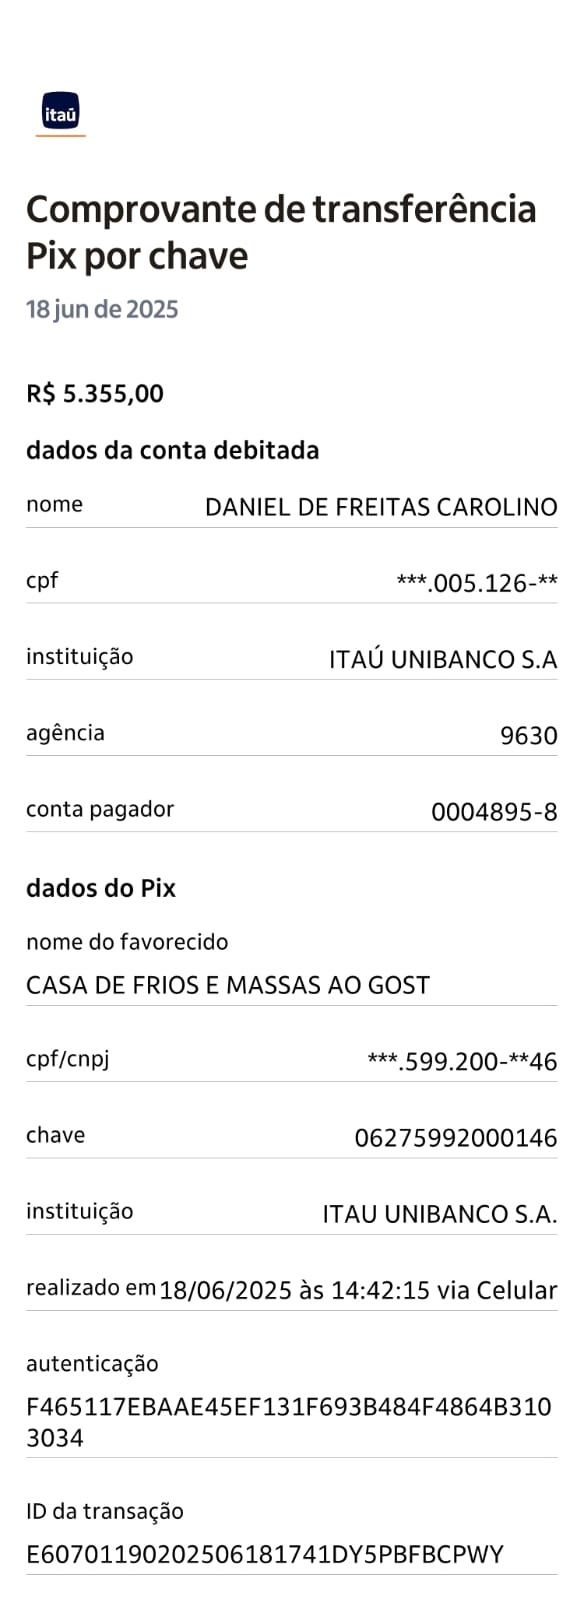 itaú
Comprovante de transferência
Pix por chave
18 jun de 2025
R$ 5.355,00
dados da conta debitada
nome DANIEL DE FREITAS CAROLINO
cpf ***.005.126-**
instituição ITAÚ UNIBANCO S.A
agência 9630
conta pagador 0004895-8
dados do Pix
nome do favorecido
CASA DE FRIOS E MASSAS AO GOST
cpf/cnpj ***.599.200-**46
chave 06275992000146
instituição ITAU UNIBANCO S.A.
realizado em 18/06/2025 às 14:42:15 via Celular
autenticação
F465117EBAAE45EF131F693B484F4864B310
3034
ID da transação
E60701190202506181741DY5PBFBCPWY